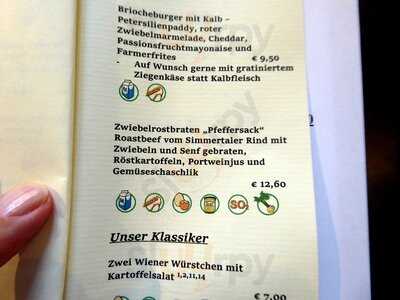 Briocheburger mit Kalb –
Petersilienpaddy, roter
Zwiebelmarmelade, Cheddar,
Passionsfruchtmayonaise und
Farmerfrites
€ 9,50
- Auf Wunsch gerne mit gratiniertem
Ziegenkäse statt Kalbfleisch
Zwiebelrostbraten „Pfeffersack“
Roastbeef vom Simmertaler Rind mit
Zwiebeln und Senf gebraten,
Röstkartoffeln, Portweinjus und
Gemüseschaschlik
€ 12,60
SO₂
Unser Klassiker
Zwei Wiener Würstchen mit
Kartoffelsalat 1,2,11,14
€ 7,00